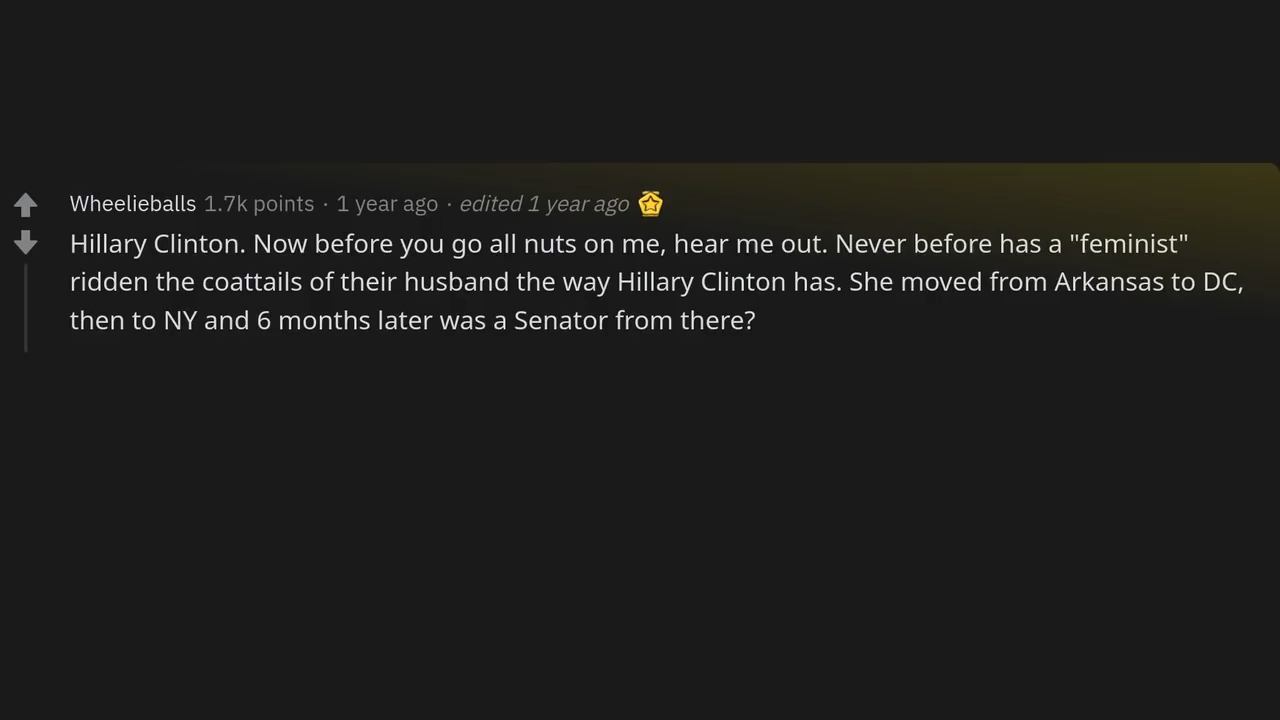 Wheelieballs 1.7k points · 1 year ago · edited 1 year ago
Hillary Clinton. Now before you go all nuts on me, hear me out. Never before has a "feminist"
ridden the coattails of their husband the way Hillary Clinton has. She moved from Arkansas to DC,
then to NY and 6 months later was a Senator from there?